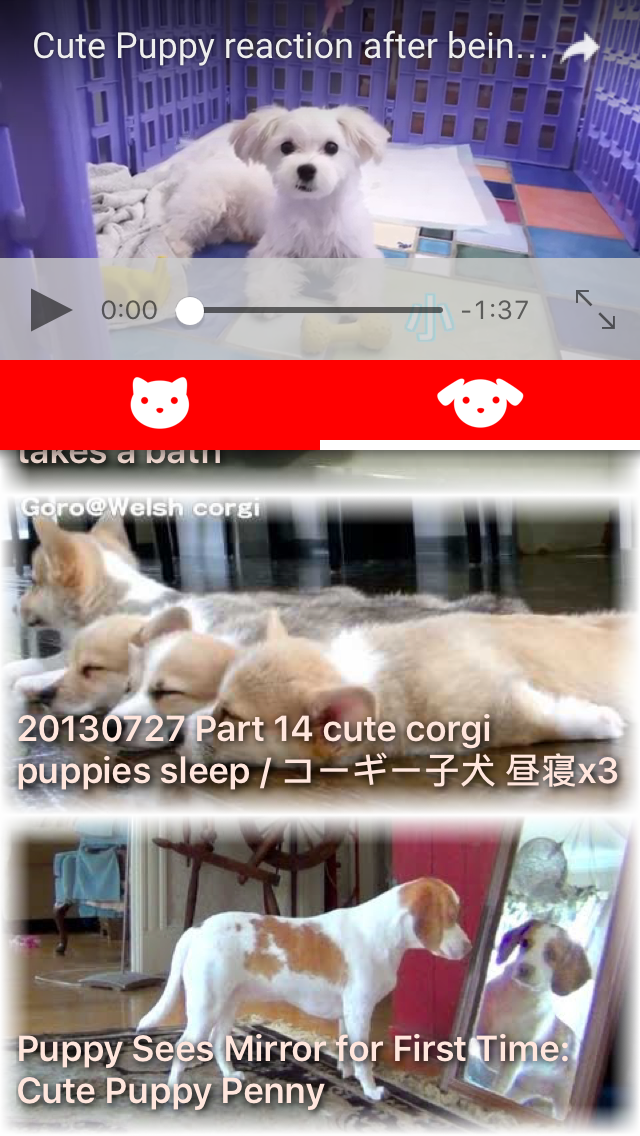 Cute Puppy reaction after bein...
0:00
-1:37
小
takes a bath
Goro@Welsh corgi
20130727 Part 14 cute corgi
puppies sleep / コーギー子犬 昼寝x3
Puppy Sees Mirror for First Time:
Cute Puppy Penny